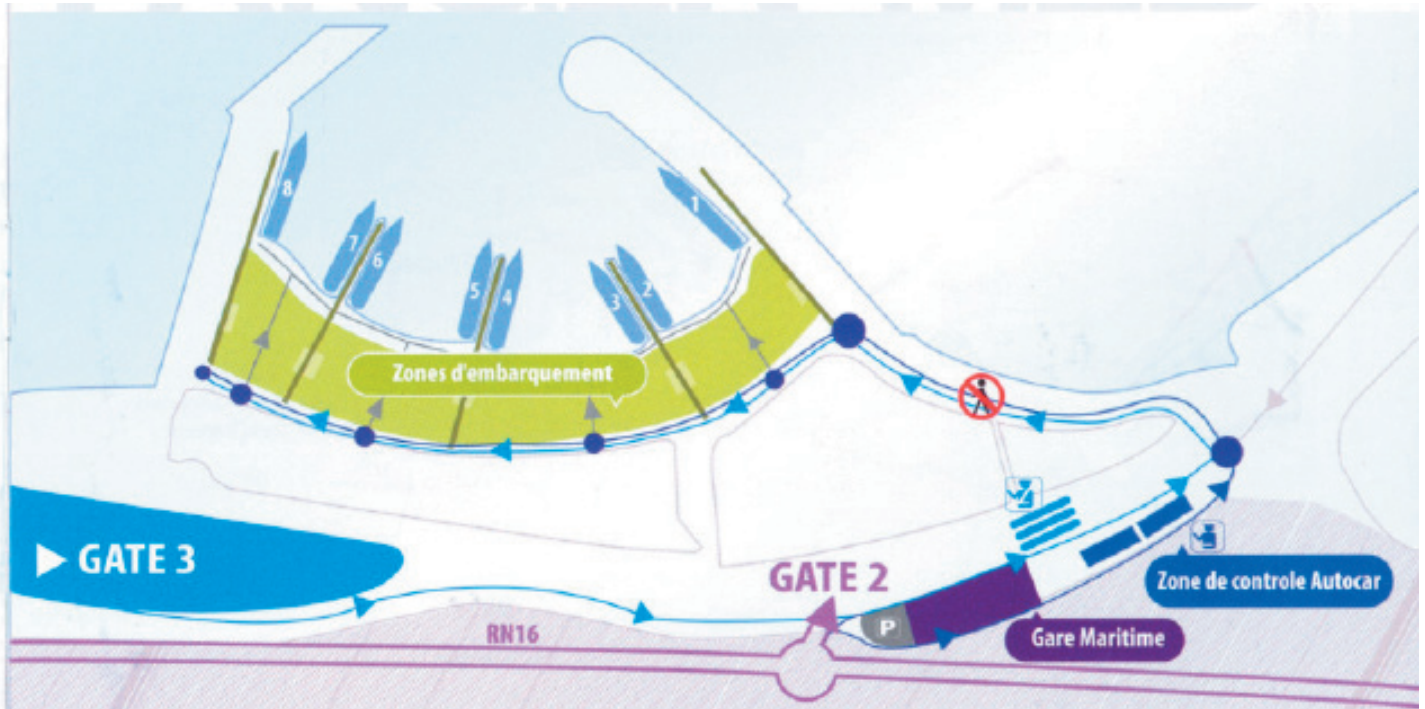 8
7
6
5
4
3
2
1
Zones d'embarquement
GATE 3
GATE 2
P
RN16
Zone de controle Autocar
Gare Maritime